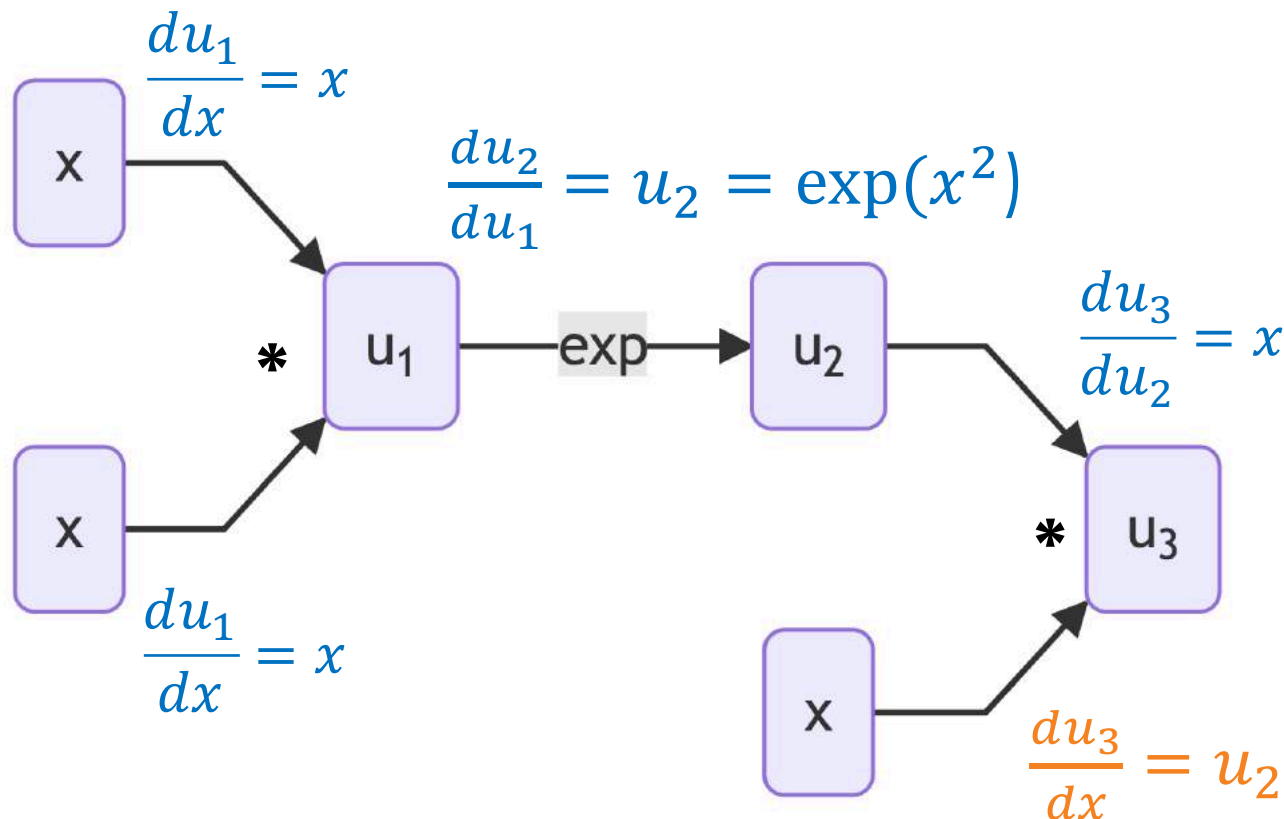 du₁/dx = x
x
du₂/du₁ = u₂ = exp(x²)
*
u₁
exp
u₂
du₃/du₂ = x
x
du₁/dx = x
*
u₃
x
du₃/dx = u₂